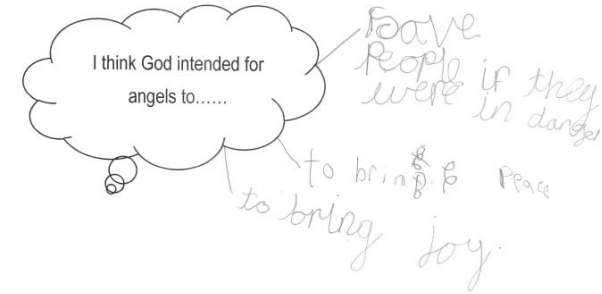 I think God intended for
angels to……
save
People
were if they
in danger
to bring peace
to bring joy.